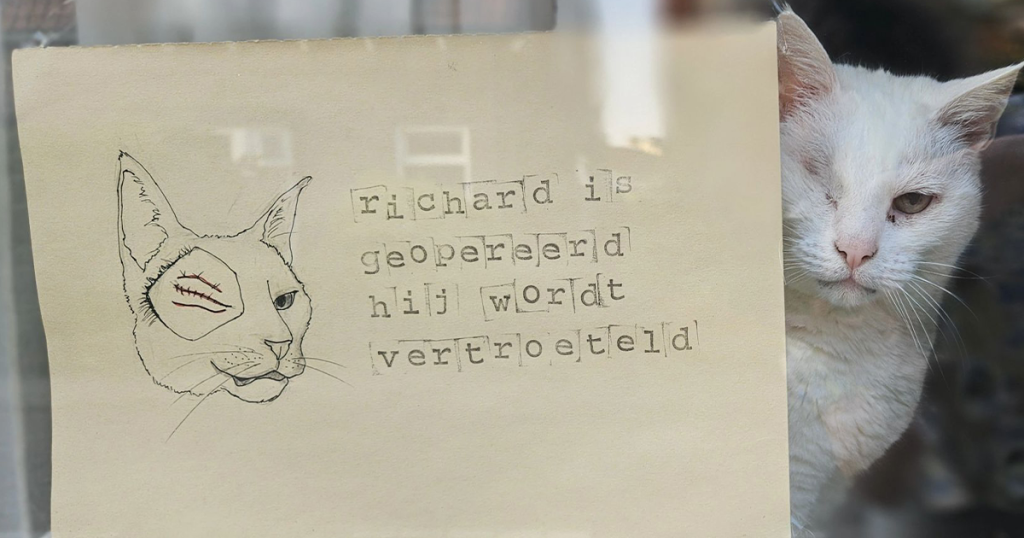 richard is
geopereerd
hij wordt
vertroeteld